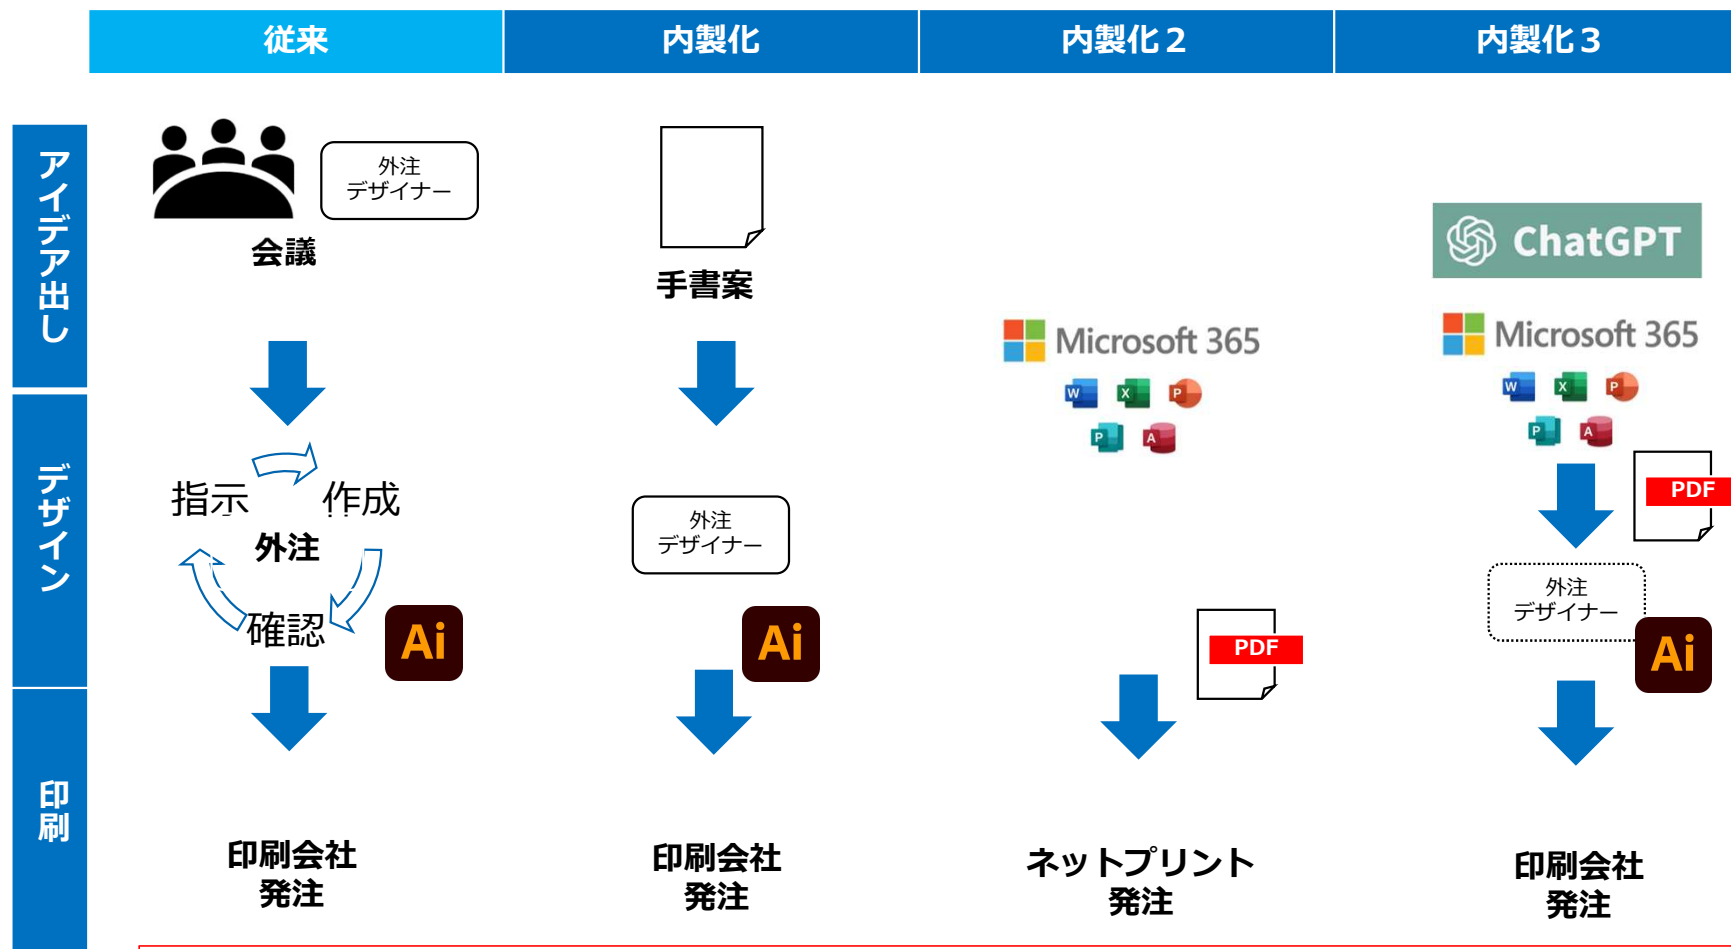 従来
内製化
内製化２
内製化３
アイデア出し
デザイン
印刷
外注
デザイナー
会議
指示
作成
外注
確認
Ai
印刷会社
発注
手書案
外注
デザイナー
Ai
印刷会社
発注
Microsoft 365
W
X
P
P
A
PDF
ネットプリント
発注
ChatGPT
Microsoft 365
W
X
P
P
A
PDF
外注
デザイナー
Ai
印刷会社
発注